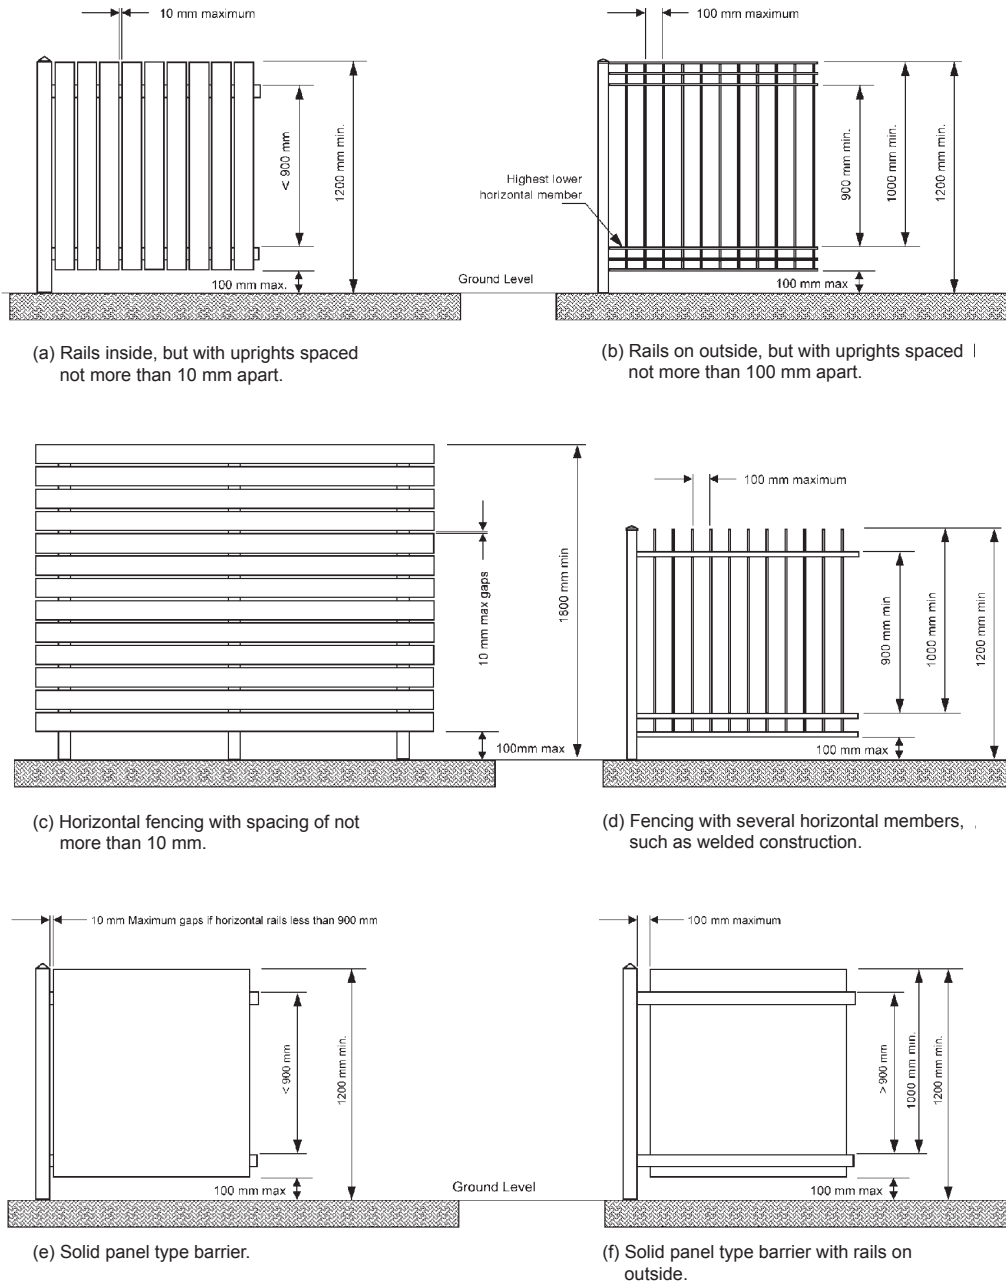 10 mm maximum
< 900 mm
1200 mm min.
100 mm max.
100 mm maximum
Highest lower
horizontal member
900 mm min.
1000 mm min.
1200 mm min.
100 mm max
Ground Level
(a) Rails inside, but with uprights spaced
not more than 10 mm apart.
(b) Rails on outside, but with uprights spaced
not more than 100 mm apart.
10 mm max gaps
1800 mm min
100mm max
100 mm maximum
900 mm min
1000 mm min
1200 mm min
100 mm max
(c) Horizontal fencing with spacing of not
more than 10 mm.
(d) Fencing with several horizontal members,
such as welded construction.
10 mm Maximum gaps if horizontal rails less than 900 mm
< 900 mm
1200 mm min.
100 mm max
100 mm maximum
> 900 mm
1000 mm min.
1200 mm min.
100 mm max
Ground Level
(e) Solid panel type barrier.
(f) Solid panel type barrier with rails on
outside.